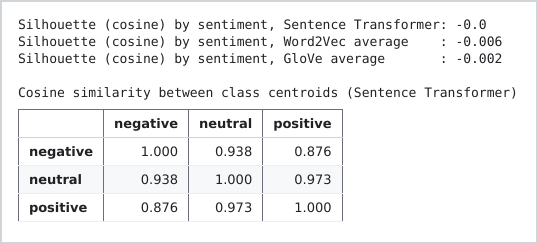 Silhouette (cosine) by sentiment, Sentence Transformer: -0.0
Silhouette (cosine) by sentiment, Word2Vec average    : -0.006
Silhouette (cosine) by sentiment, GloVe average       : -0.002
Cosine similarity between class centroids (Sentence Transformer)
negative neutral positive
negative 1.000 0.938 0.876
neutral 0.938 1.000 0.973
positive 0.876 0.973 1.000